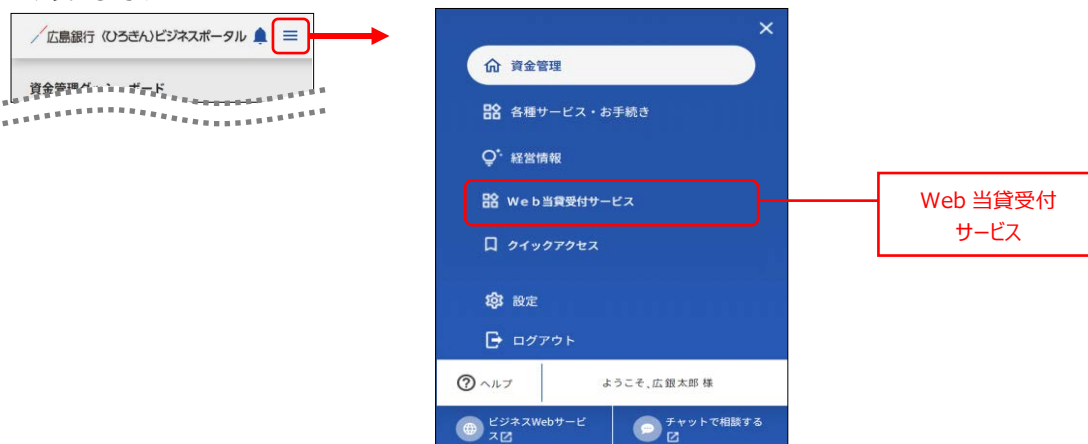 広島銀行《ひろぎん》ビジネスポータル
資金管理
資金管理
各種サービス・お手続き
経営情報
Web当貸受付サービス
クイックアクセス
設定
ログアウト
ヘルプ
ようこそ、広銀太郎 様
ビジネスWebサービ
ス
チャットで相談する
Web 当貸受付
サービス